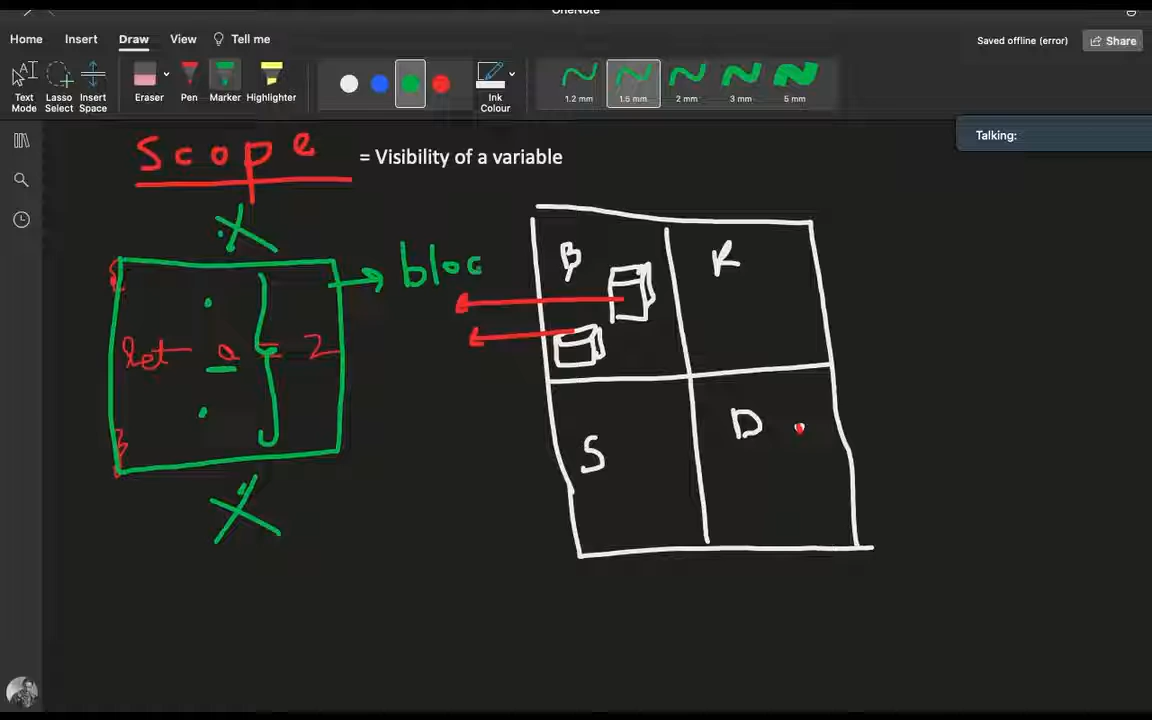 OneNote
Home Insert Draw View Tell me
Saved offline (error) Share
Text Mode
Lasso Select
Insert Space
Eraser
Pen
Marker
Highlighter
Ink Colour
1.2 mm
1.5 mm
2 mm
3 mm
5 mm
Talking:
Scope = Visibility of a variable
X
bloc
{
let a = 2
}
X
B
K
S
D